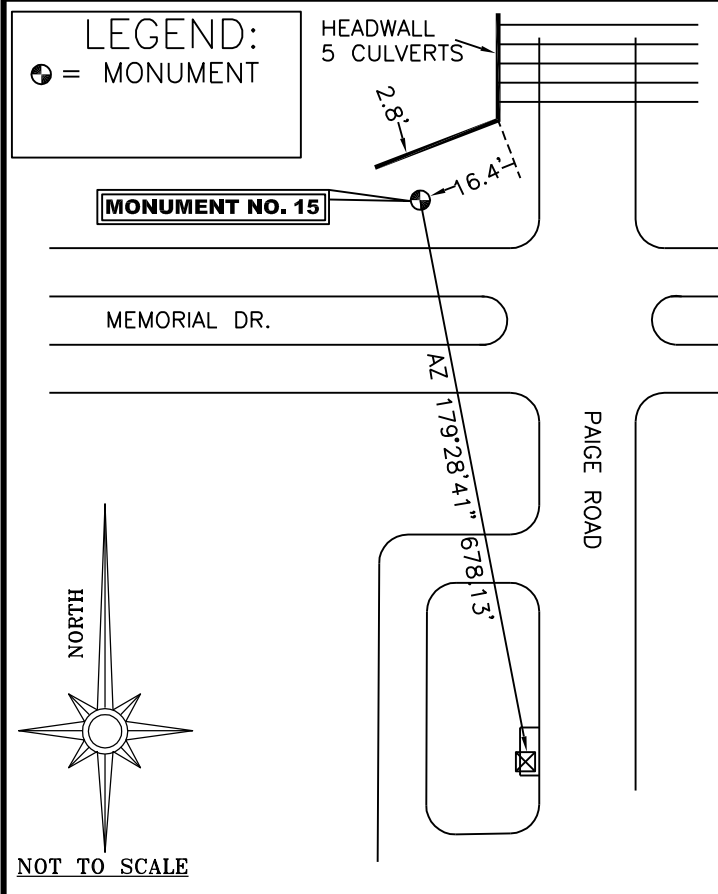 LEGEND:
= MONUMENT
HEADWALL
5 CULVERTS
2.8'
16.4'
MONUMENT NO. 15
MEMORIAL DR.
AZ 179°28'41" 678.13'
PAIGE ROAD
NORTH
NOT TO SCALE